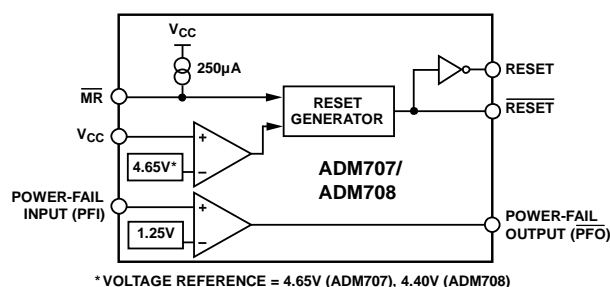 VCC
250µA
MR
VCC
4.65V*
POWER-FAIL
INPUT (PFI)
1.25V
RESET
GENERATOR
ADM707/
ADM708
RESET
RESET
POWER-FAIL
OUTPUT (PFO)
*VOLTAGE REFERENCE = 4.65V (ADM707), 4.40V (ADM708)